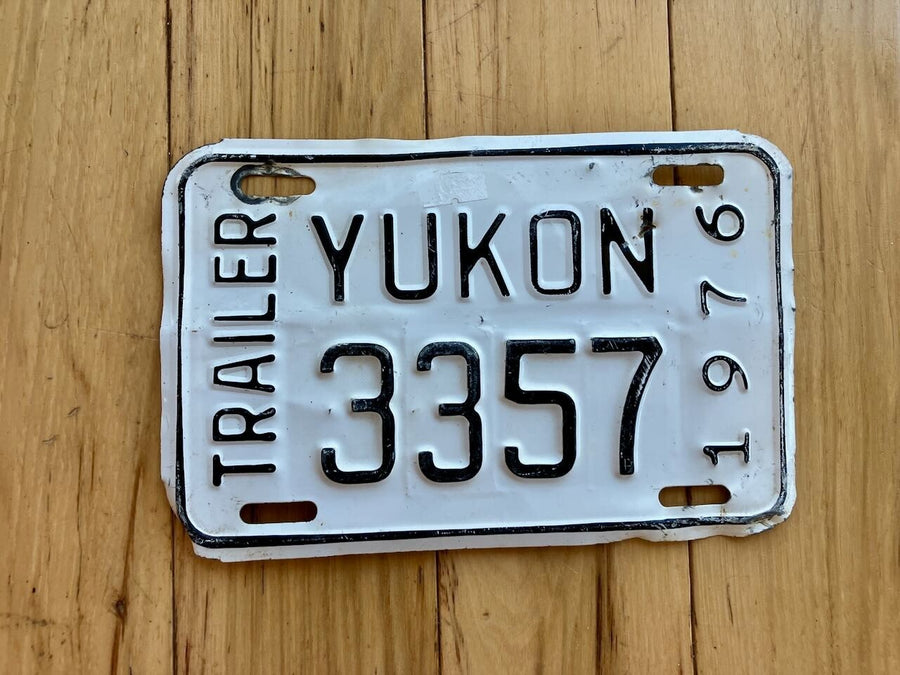 TRAILER
YUKON
3357
1976